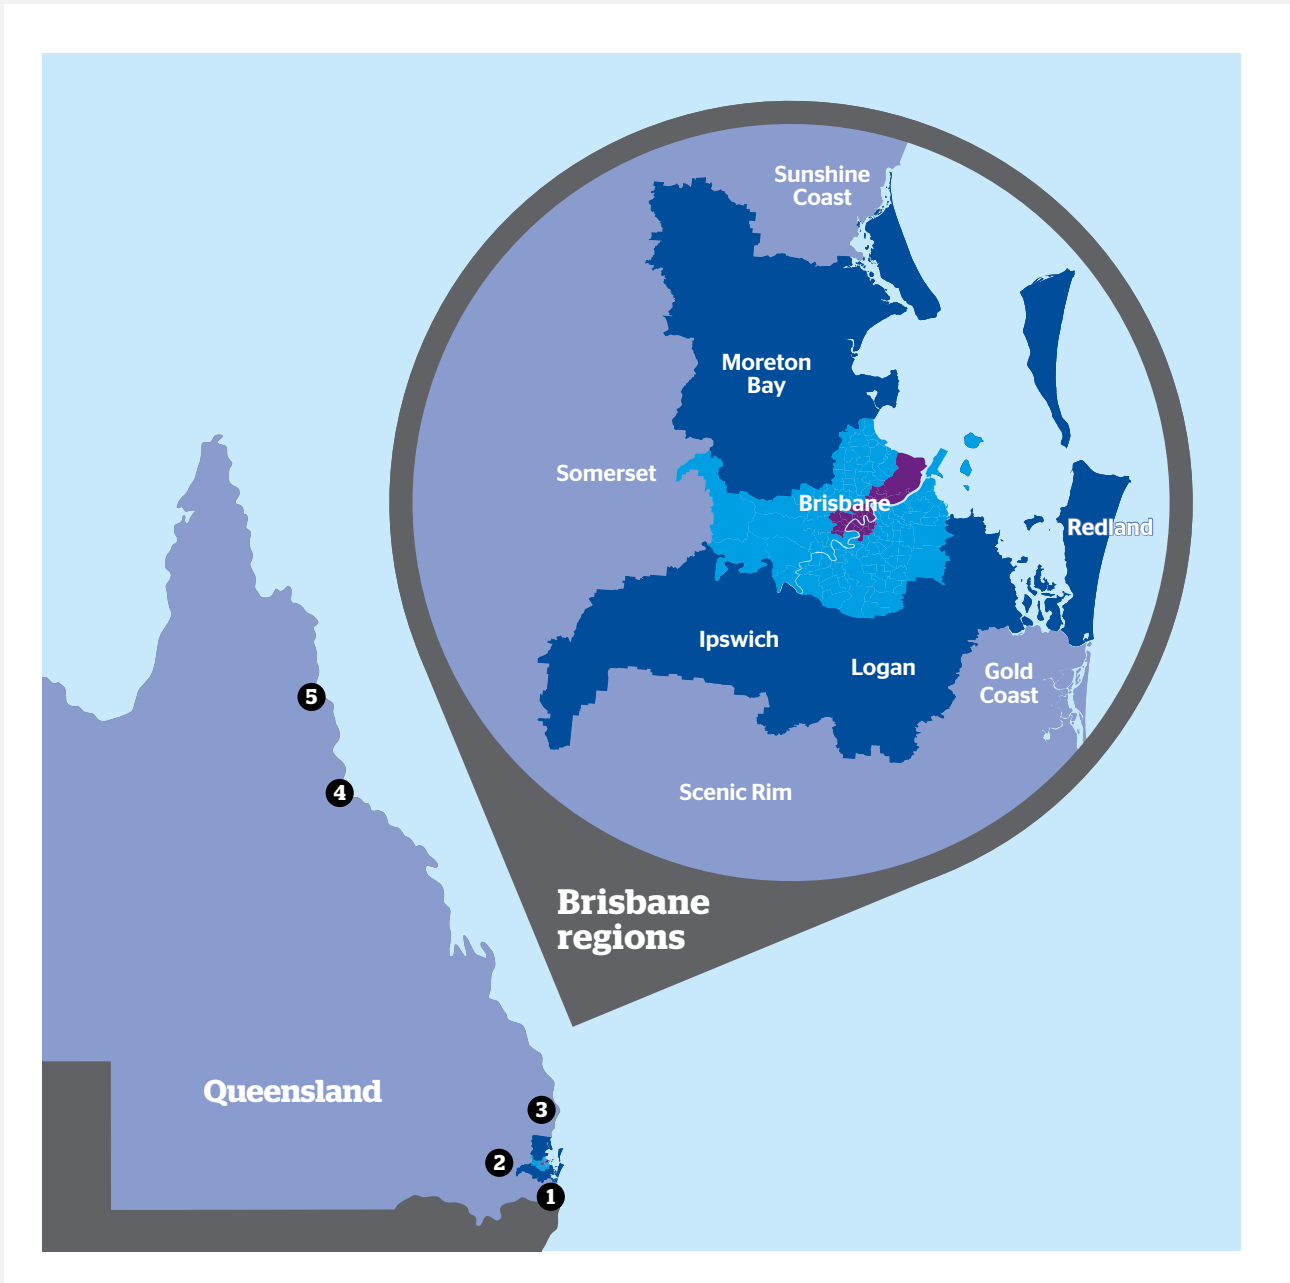 Sunshine
Coast
Moreton
Bay
Somerset
Brisbane
Redland
Ipswich
Logan
Gold
Coast
Scenic Rim
Brisbane
regions
5
4
Queensland
3
2
1